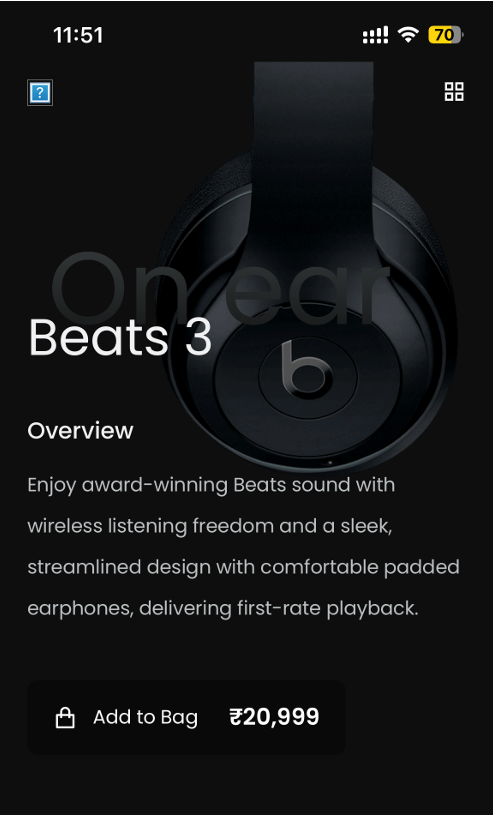 11:51
70
?
On ear
Beats 3
b
Overview
Enjoy award-winning Beats sound with
wireless listening freedom and a sleek,
streamlined design with comfortable padded
earphones, delivering first-rate playback.
Add to Bag ₹20,999